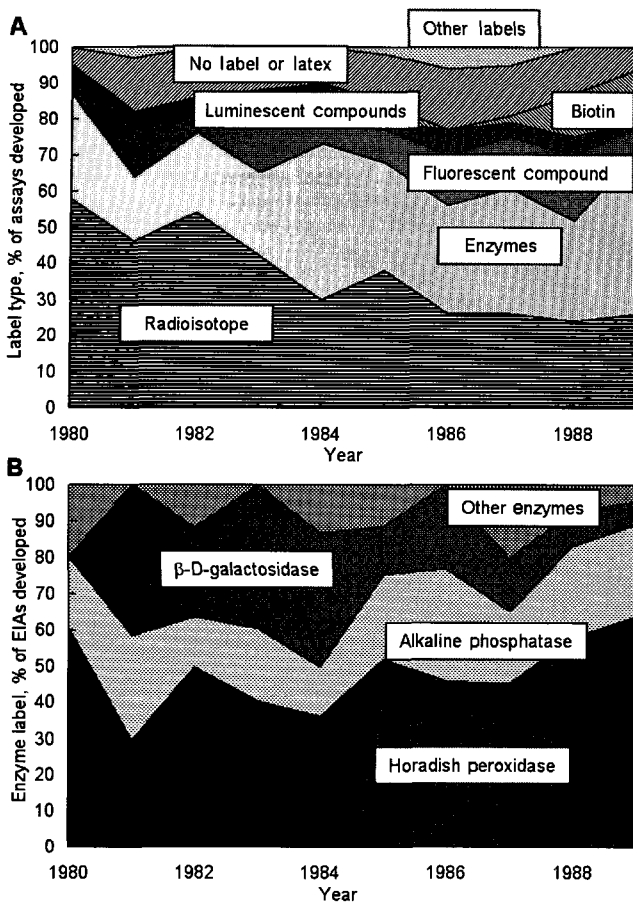 A
Label type, % of assays developed
100
90
80
70
60
50
40
30
20
10
0
Other labels
No label or latex
Luminescent compounds
Biotin
Fluorescent compound
Enzymes
Radioisotope
1980
1982
1984
1986
1988
Year
B
Enzyme label, % of EIAs developed
100
90
80
70
60
50
40
30
20
10
0
Other enzymes
β-D-galactosidase
Alkaline phosphatase
Horadish peroxidase
1980
1982
1984
1986
1988
Year